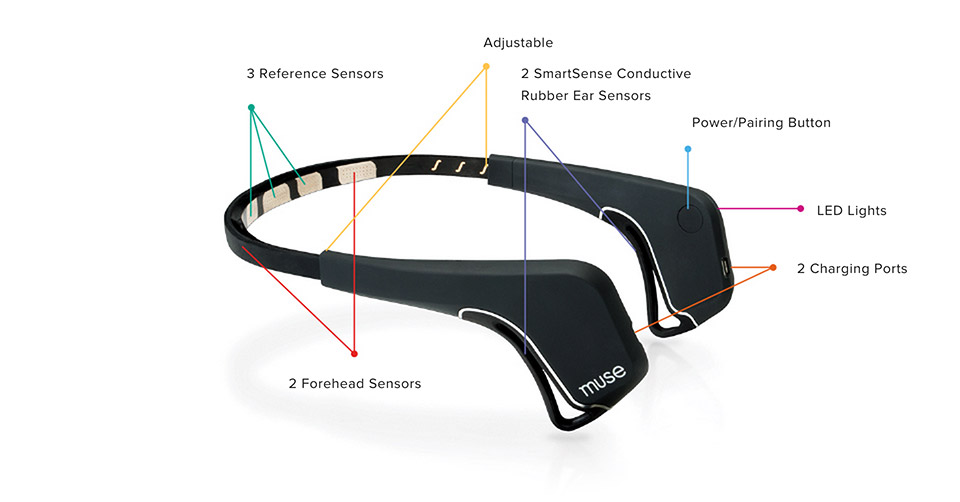 Adjustable
3 Reference Sensors
2 SmartSense Conductive
Rubber Ear Sensors
Power/Pairing Button
LED Lights
2 Charging Ports
2 Forehead Sensors
muse